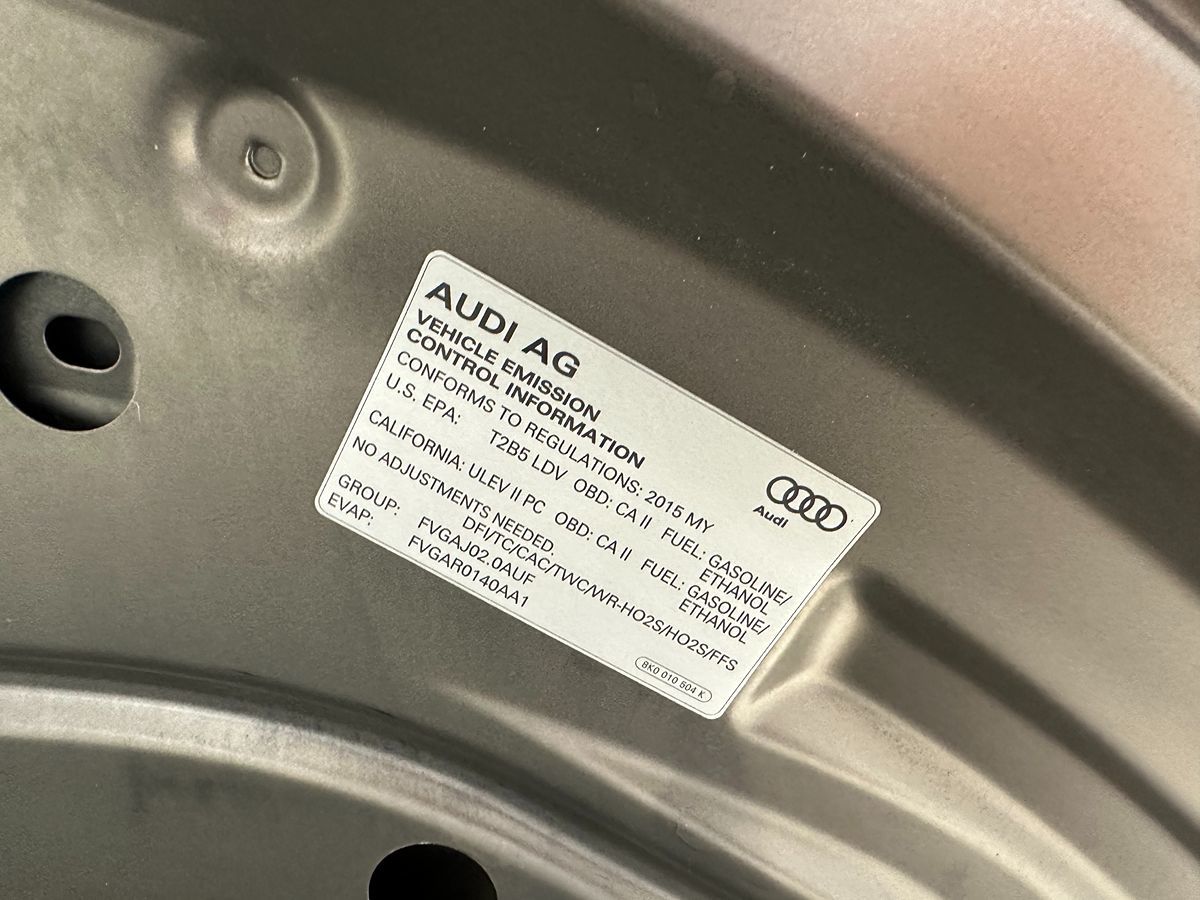 AUDI AG
VEHICLE EMISSION
CONTROL INFORMATION
CONFORMS TO REGULATIONS: 2015 MY
U.S. EPA: T2B5 LDV OBD: CA II FUEL: GASOLINE/
ETHANOL
CALIFORNIA: ULEV II PC OBD: CA II FUEL: GASOLINE/
ETHANOL
NO ADJUSTMENTS NEEDED.
DFI/TC/CAC/TWC/WR-HO2S/HO2S/FFS
GROUP: FVGAJ02.0AUF
EVAP: FVGAR0140AA1
Audi
8K0 010 504 K